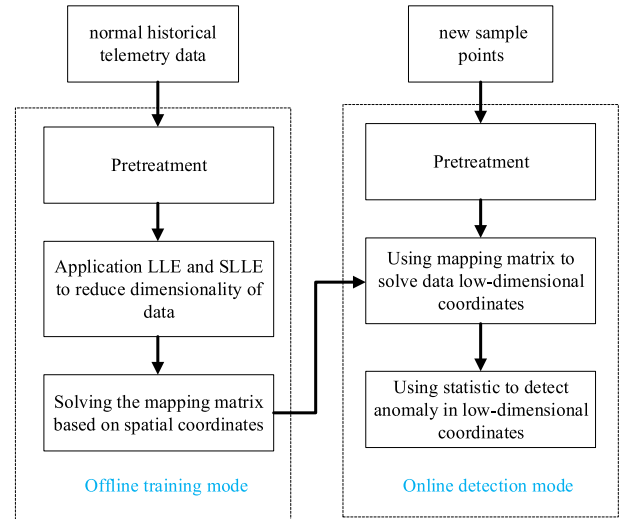 normal historical
telemetry data
Pretreatment
Application LLE and SLLE
to reduce dimensionality of
data
Solving the mapping matrix
based on spatial coordinates
Offline training mode
new sample
points
Pretreatment
Using mapping matrix to
solve data low-dimensional
coordinates
Using statistic to detect
anomaly in low-dimensional
coordinates
Online detection mode